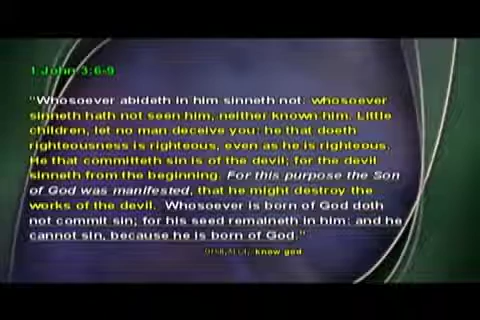 1 John 3:6-9
"Whosoever abideth in him sinneth not: whosoever
sinneth hath not seen him, neither known him. Little
children, let no man deceive you: he that doeth
righteousness is righteous, even as he is righteous.
He that committeth sin is of the devil; for the devil
sinneth from the beginning. For this purpose the Son
of God was manifested, that he might destroy the
works of the devil. Whosoever is born of God doth
not commit sin; for his seed remaineth in him: and he
cannot sin, because he is born of God."
know god